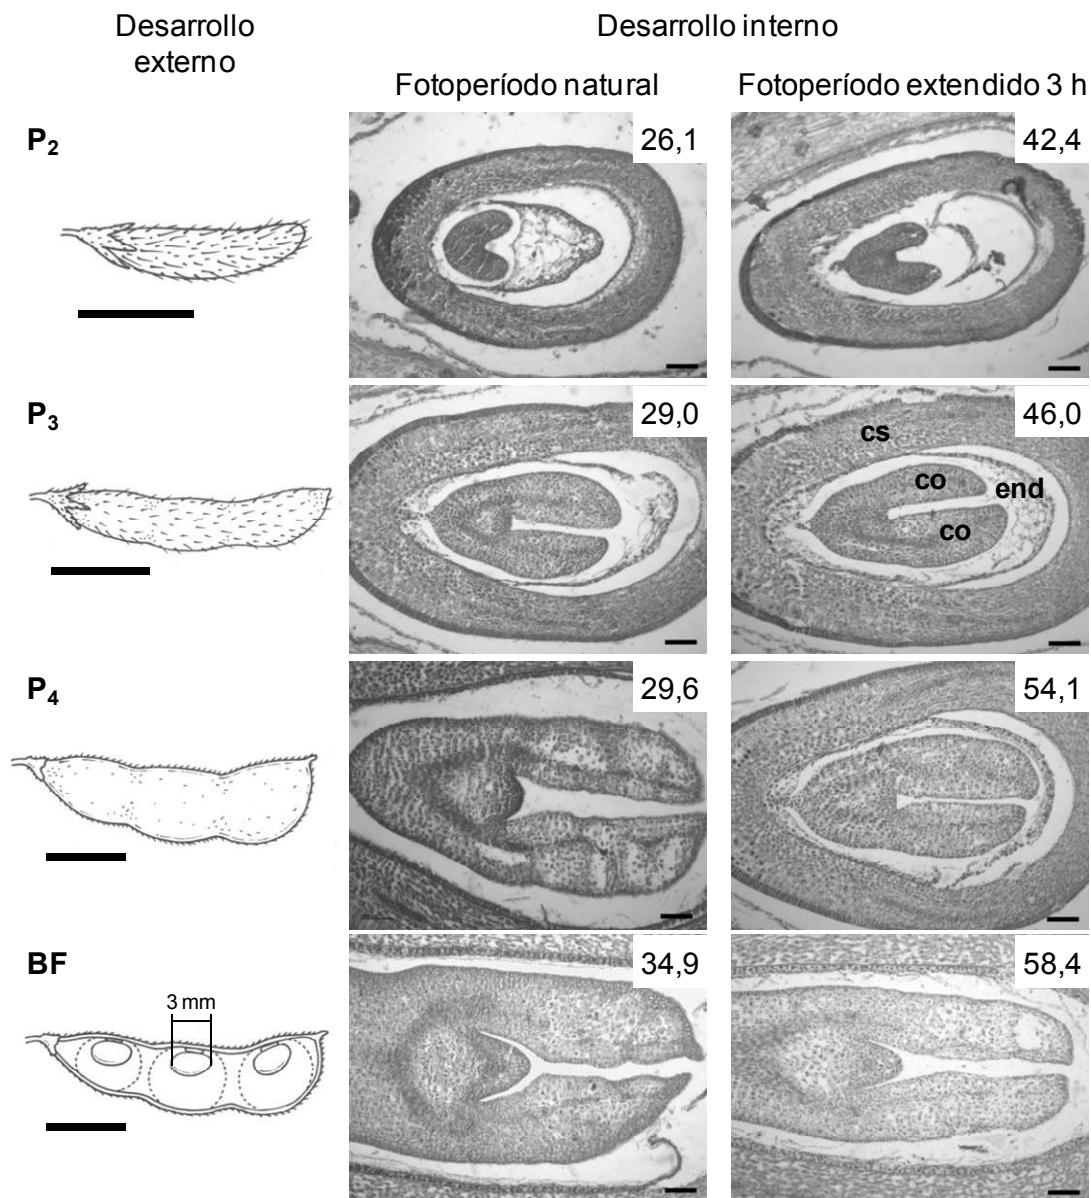 Desarrollo
externo
Desarrollo interno
Fotoperíodo natural
Fotoperíodo extendido 3 h
P₂
26,1
42,4
P₃
29,0
46,0
cs
co
end
co
P₄
29,6
54,1
BF
34,9
58,4
3 mm